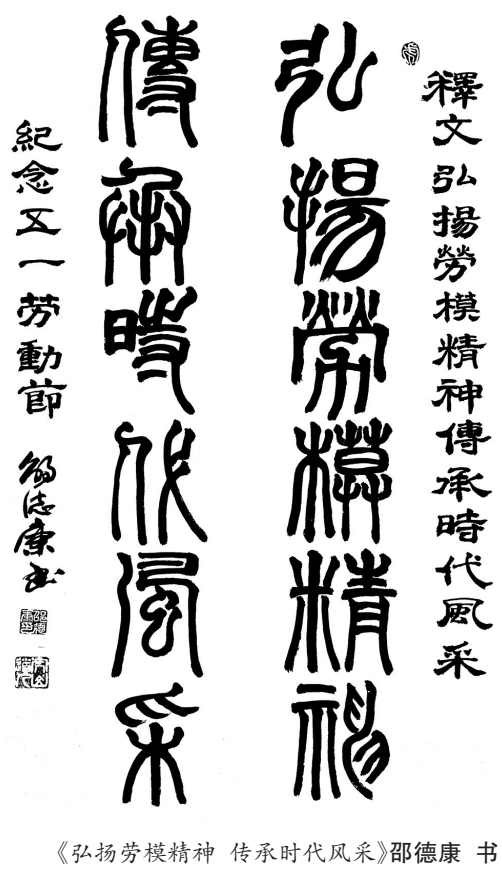 釋文弘揚勞模精神傳承時代風采
弘揚勞模精神
傳承時代風采
紀念五一劳動節 邵德康书
《弘扬劳模精神 传承时代风采》邵德康 书